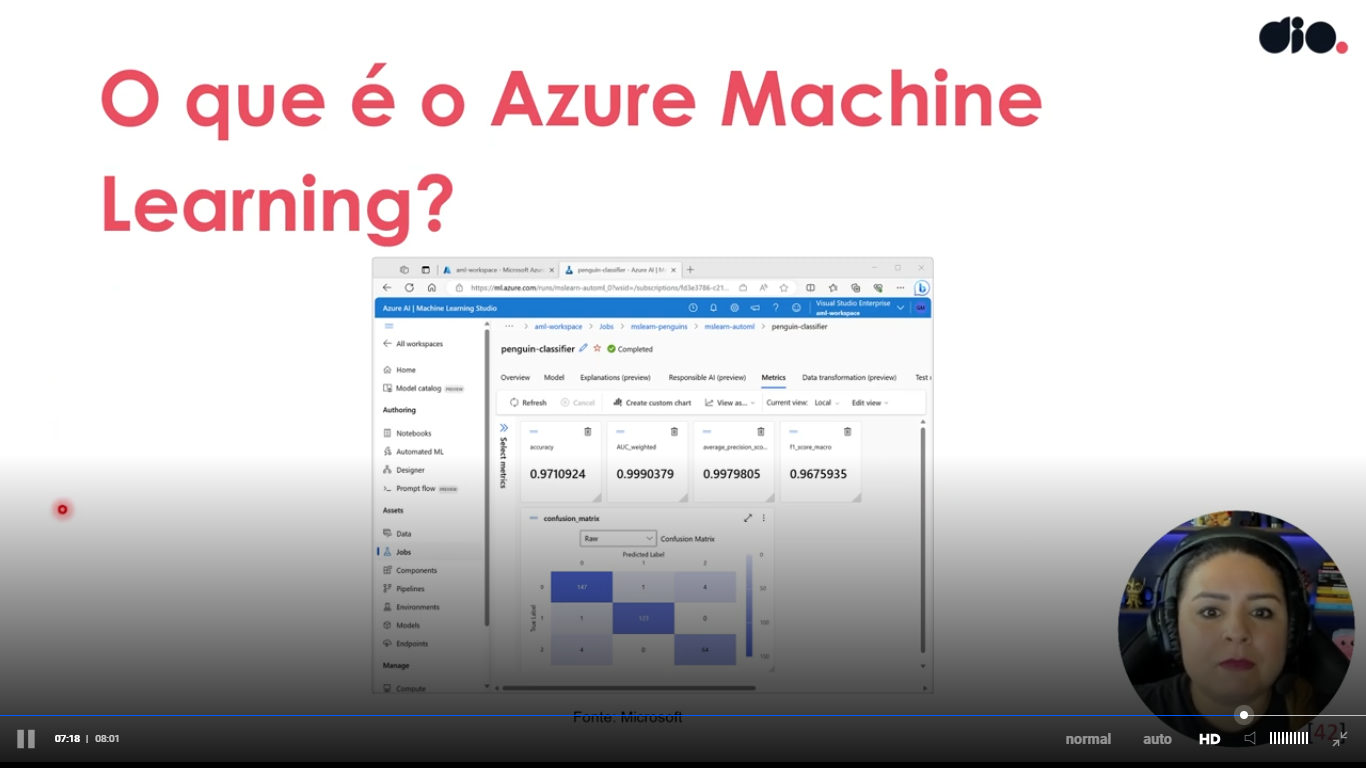 dio.
O que é o Azure Machine
Learning?
aml-workspace - Microsoft Azur
penguin-classifier - Azure AI | M
https://ml.azure.com/runs/mslearn-automl_0?wsid=/subscriptions/fd3e3786-c21...
Azure AI | Machine Learning Studio
Visual Studio Enterprise
aml-workspace
GM
All workspaces
Home
Model catalog PREVIEW
Authoring
Notebooks
Automated ML
Designer
Prompt flow PREVIEW
Assets
Data
Jobs
Components
Pipelines
Environments
Models
Endpoints
Manage
Compute
... > aml-workspace > Jobs > mslearn-penguins > mslearn-automl > penguin-classifier
penguin-classifier Completed
Overview Model Explanations (preview) Responsible AI (preview) Metrics Data transformation (preview) Test
Refresh Cancel Create custom chart View as... Current view: Local Edit view
Select metrics
accuracy
0.9710924
AUC_weighted
0.9990379
average_precision_sco...
0.9979805
f1_score_macro
0.9675935
confusion_matrix
Raw Confusion Matrix
Predicted Label
0 1 2
True Label
0 147 1 4
1 1 123 0
2 4 0 64
0
50
100
Fonte: Microsoft
[42]
07:18 | 08:01
normal auto HD